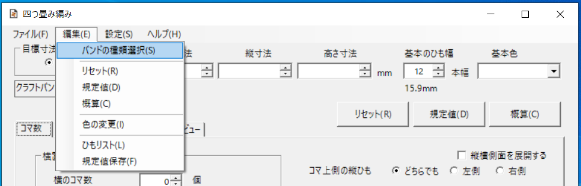 四つ畳み編み
ファイル(F) 編集(E) 設定(S) ヘルプ(H)
目標寸法 バンドの種類選択(S) 縦寸法 高さ寸法 基本のひも幅 基本色
リセット(R) mm 12 本幅
クラフトバン 規定値(D) 15.9mm
概算(C) リセット(R) 規定値(D) 概算(C)
色の変更(I)
コマ数 ビュー
ひもリスト(L) 縦横側面を展開する
規定値保存(F) コマ上側の縦ひも どちらでも 左側 右側
横のコマ数 0 個